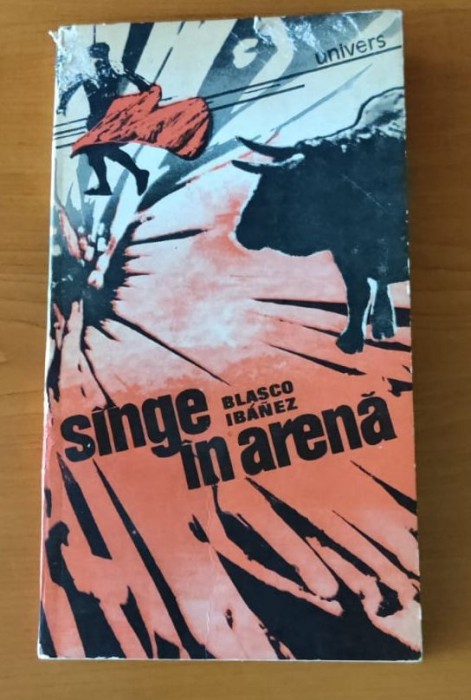 univers
sînge
BLASCO
IBÁÑEZ
în arenă